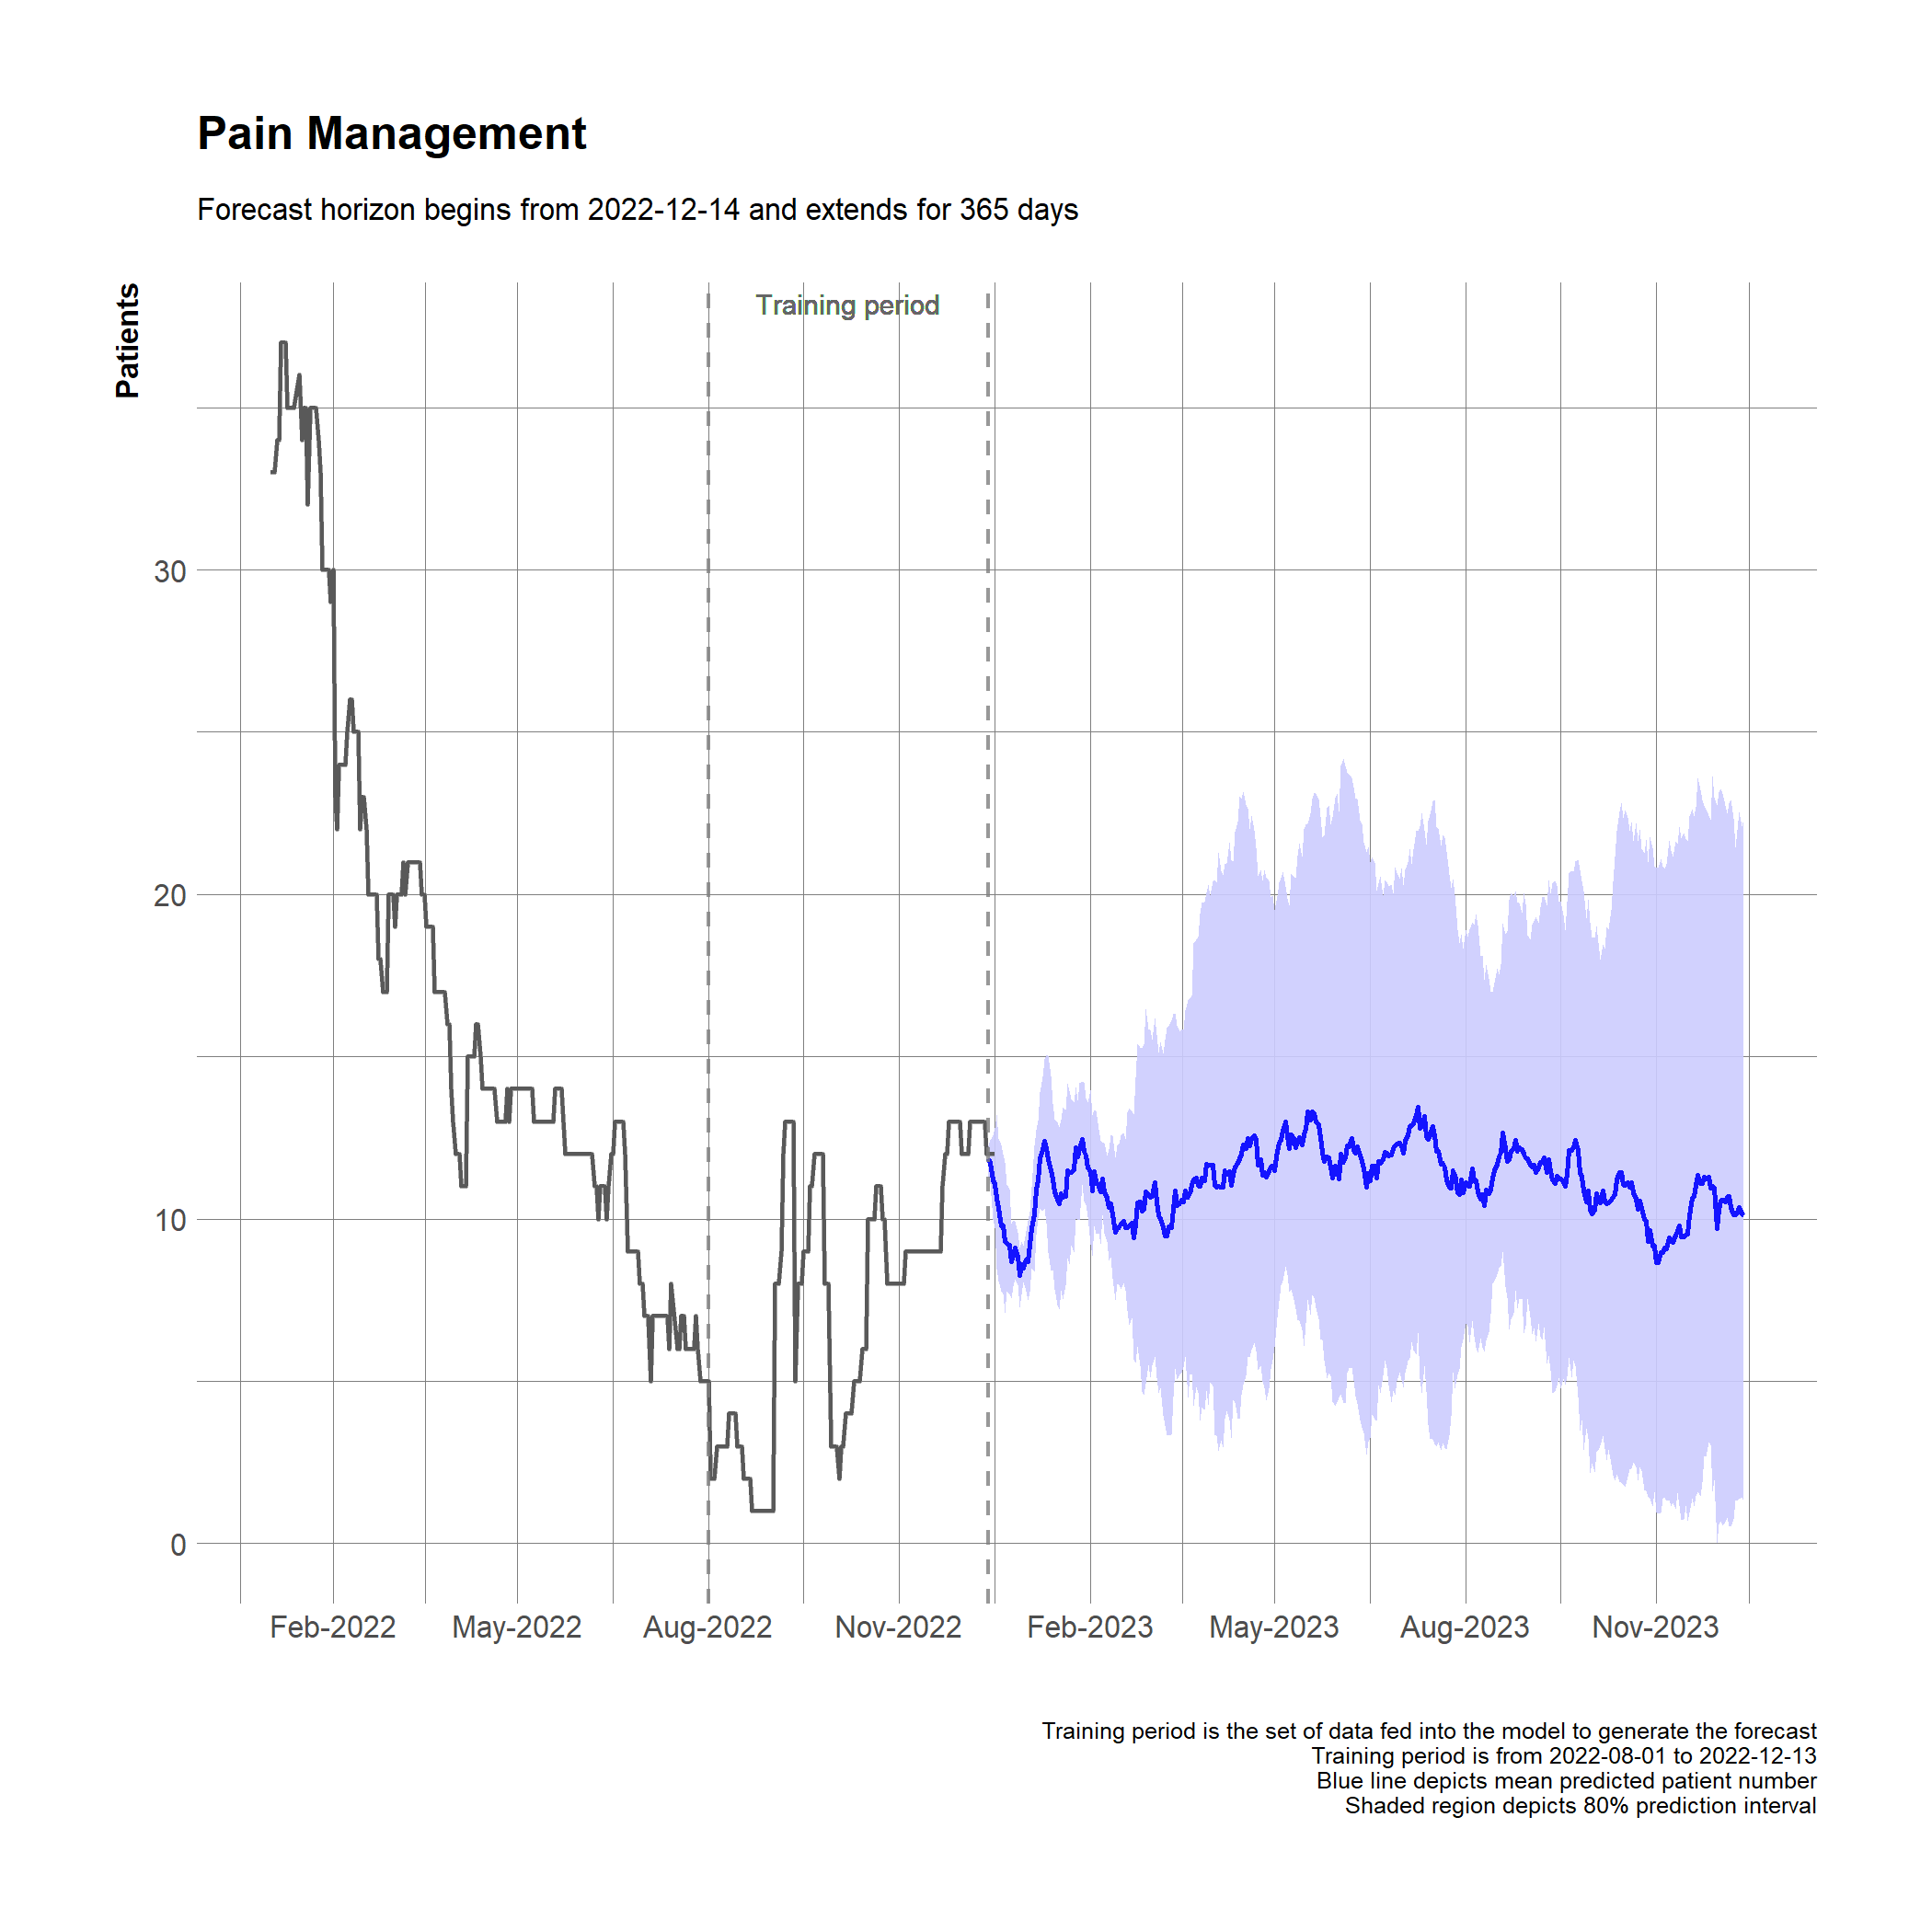 Pain Management
Forecast horizon begins from 2022-12-14 and extends for 365 days
Patients
Training period
30
20
10
0
Feb-2022 May-2022 Aug-2022 Nov-2022 Feb-2023 May-2023 Aug-2023 Nov-2023
Training period is the set of data fed into the model to generate the forecast
Training period is from 2022-08-01 to 2022-12-13
Blue line depicts mean predicted patient number
Shaded region depicts 80% prediction interval